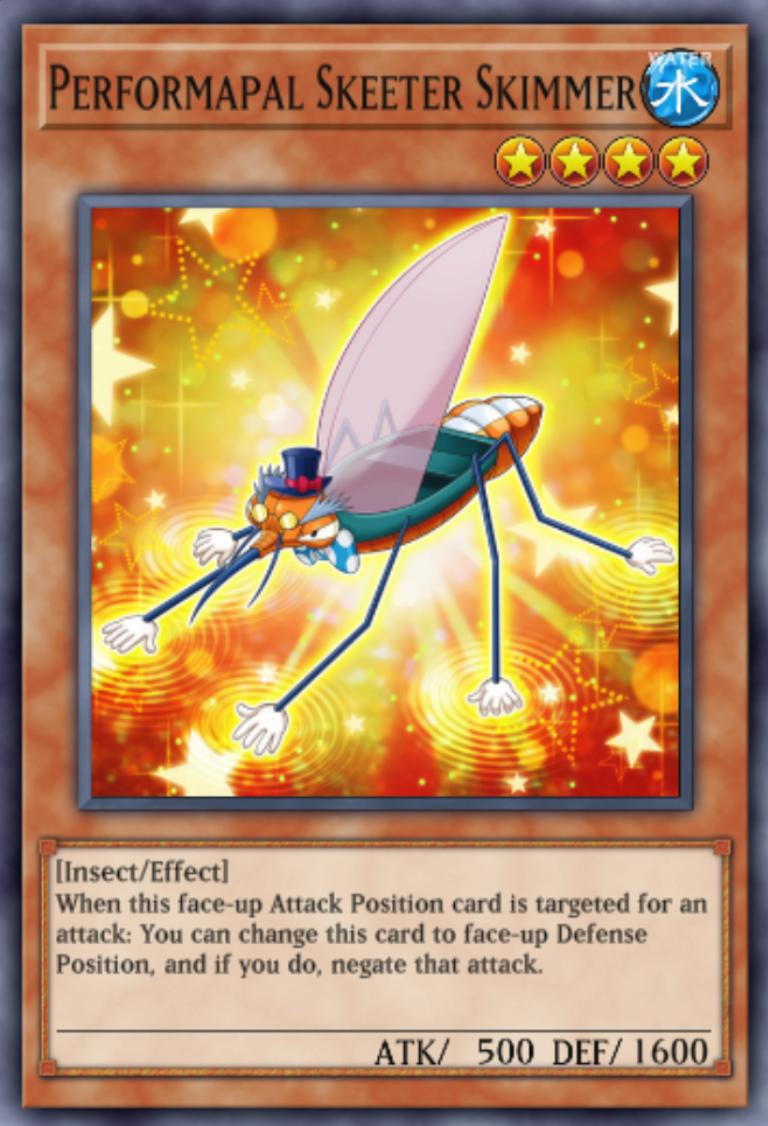 Performapal Skeeter Skimmer
WATER
水
[Insect/Effect]
When this face-up Attack Position card is targeted for an
attack: You can change this card to face-up Defense
Position, and if you do, negate that attack.
ATK/ 500 DEF/1600